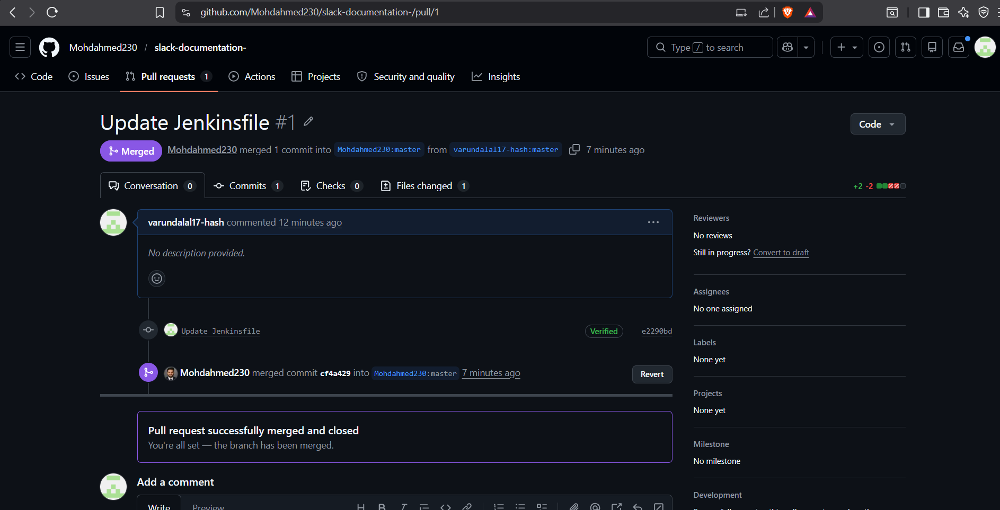 github.com/Mohdahmed230/slack-documentation-/pull/1
Mohdahmed230 / slack-documentation-
Type / to search
Code Issues Pull requests 1 Actions Projects Security and quality Insights
Update Jenkinsfile #1
Code
Merged Mohdahmed230 merged 1 commit into Mohdahmed230:master from varundalal17-hash:master 7 minutes ago
Conversation 0 Commits 1 Checks 0 Files changed 1
+2 -2
varundalal17-hash commented 12 minutes ago
No description provided.
Update Jenkinsfile Verified e2290bd
Mohdahmed230 merged commit cf4a429 into Mohdahmed230:master 7 minutes ago Revert
Pull request successfully merged and closed
You're all set — the branch has been merged.
Add a comment
Write Preview
Reviewers
No reviews
Still in progress? Convert to draft
Assignees
No one assigned
Labels
None yet
Projects
None yet
Milestone
No milestone
Development